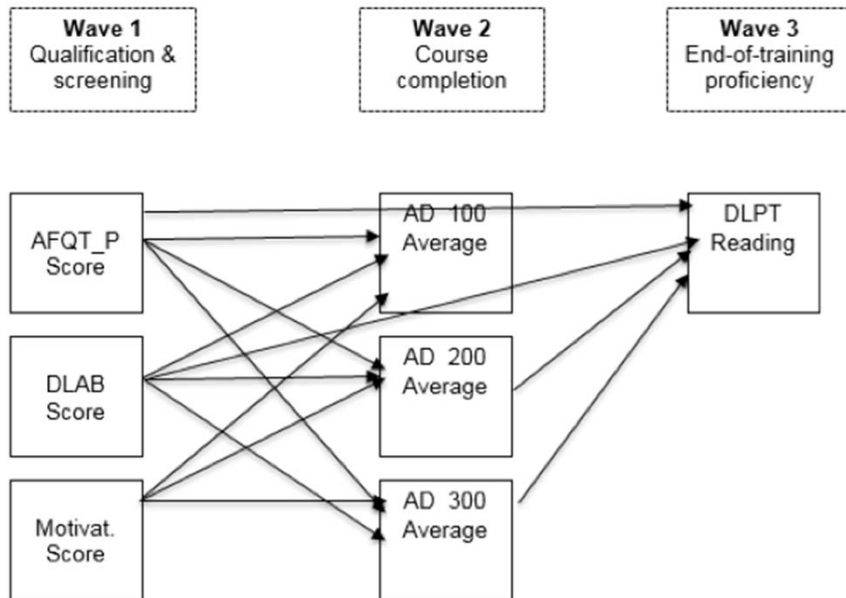 Wave 1
Qualification &
screening
Wave 2
Course
completion
Wave 3
End-of-training
proficiency
AFQT_P
Score
AD 100
Average
DLPT
Reading
DLAB
Score
AD 200
Average
Motivat.
Score
AD 300
Average